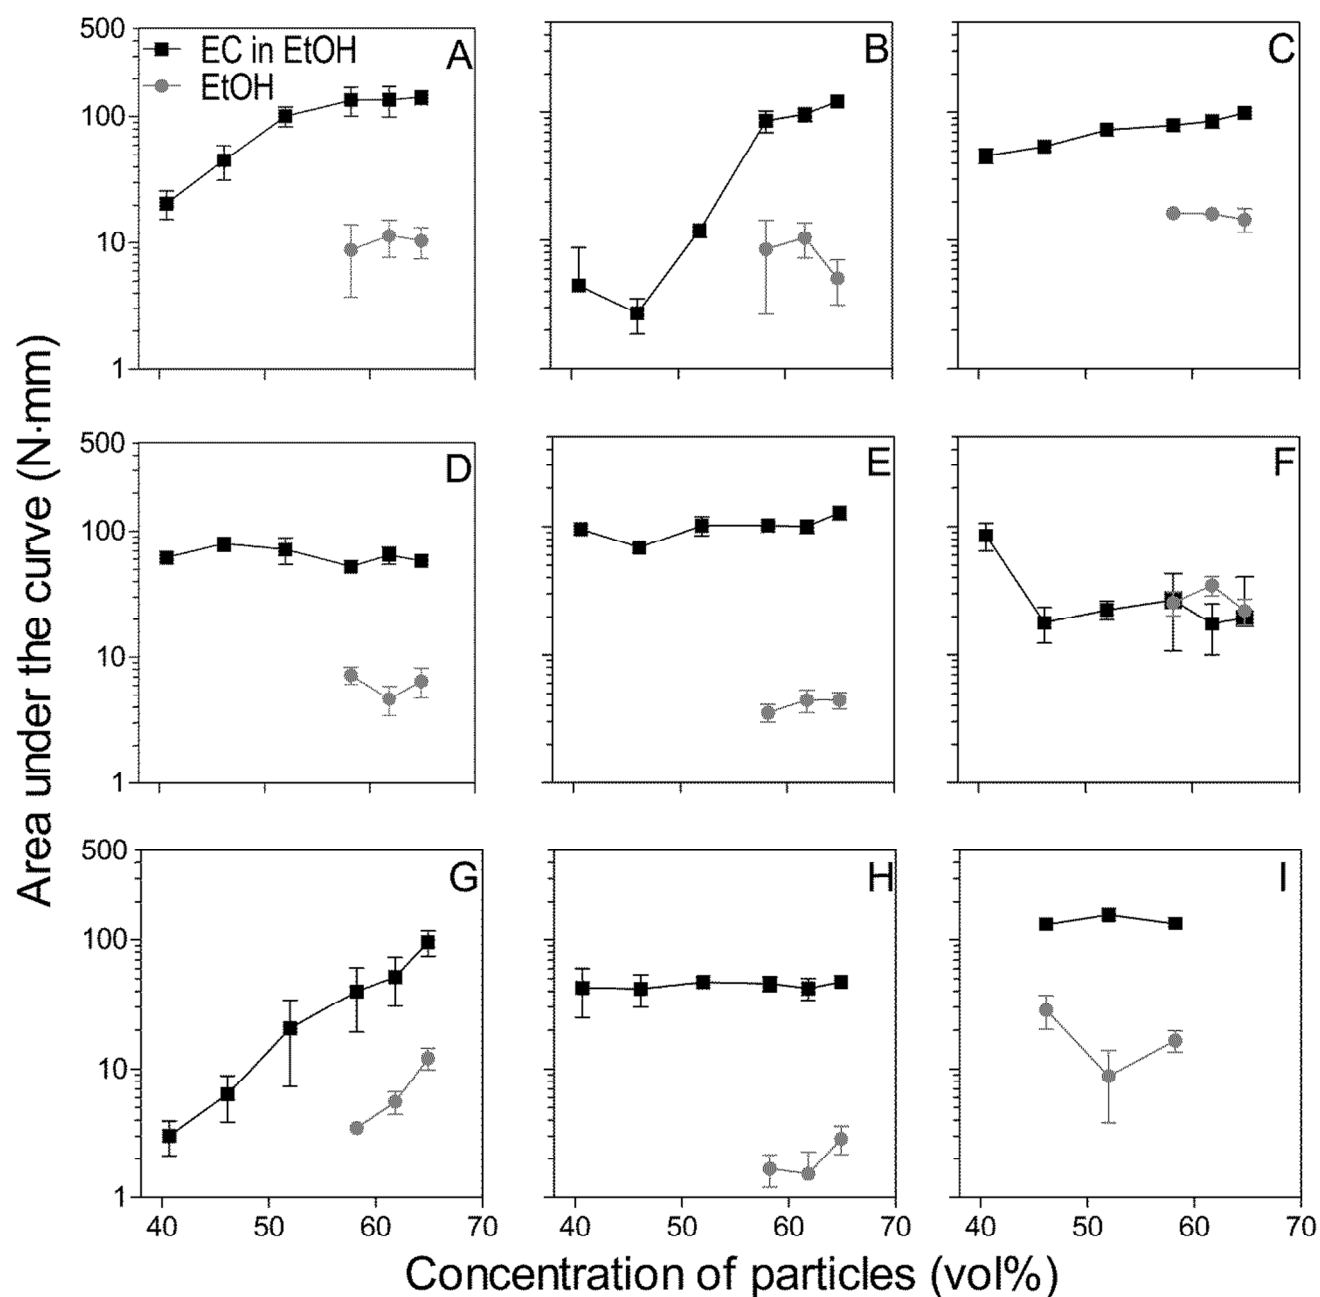 500
EC in EtOH
EtOH
A
B
C
100
10
1
500
D
E
F
100
10
1
500
G
H
I
100
10
1
40 50 60 70 40 50 60 70 40 50 60 70
Area under the curve (N·mm)
Concentration of particles (vol%)